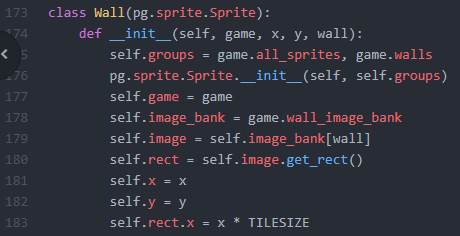 173 class Wall(pg.sprite.Sprite):
174     def __init__(self, game, x, y, wall):
5         self.groups = game.all_sprites, game.walls
176         pg.sprite.Sprite.__init__(self, self.groups)
177         self.game = game
178         self.image_bank = game.wall_image_bank
179         self.image = self.image_bank[wall]
180         self.rect = self.image.get_rect()
181         self.x = x
182         self.y = y
183         self.rect.x = x * TILESIZE